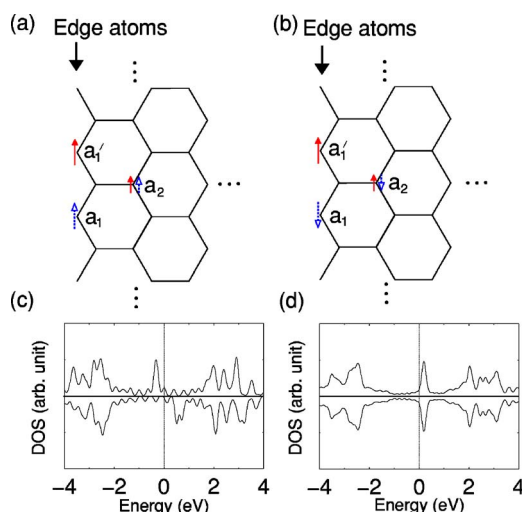 (a)
Edge atoms
a₁′
a₂
a₁
(b)
Edge atoms
a₁′
a₂
a₁
(c)
DOS (arb. unit)
−4 −2 0 2 4
Energy (eV)
(d)
DOS (arb. unit)
−4 −2 0 2 4
Energy (eV)